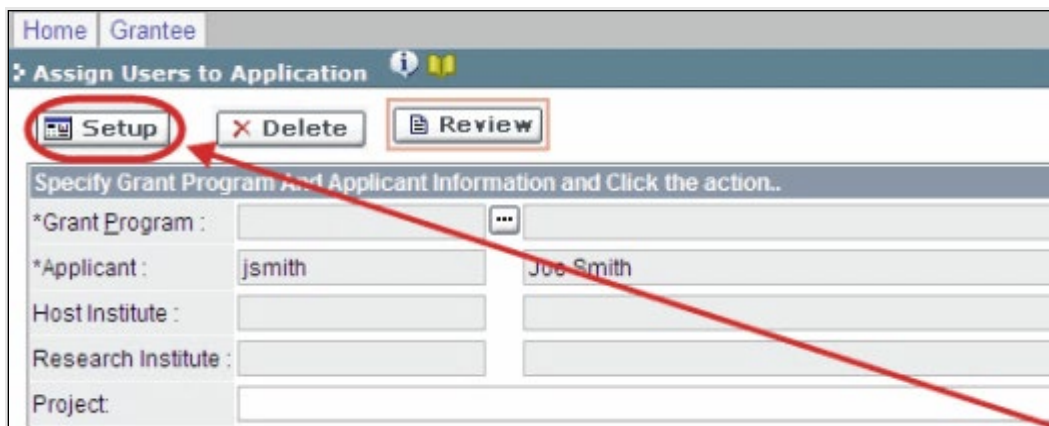 Home Grantee
Assign Users to Application
Setup Delete Review
Specify Grant Program And Applicant Information and Click the action..
*Grant Program : ...
*Applicant : jsmith Joe Smith
Host Institute :
Research Institute :
Project: